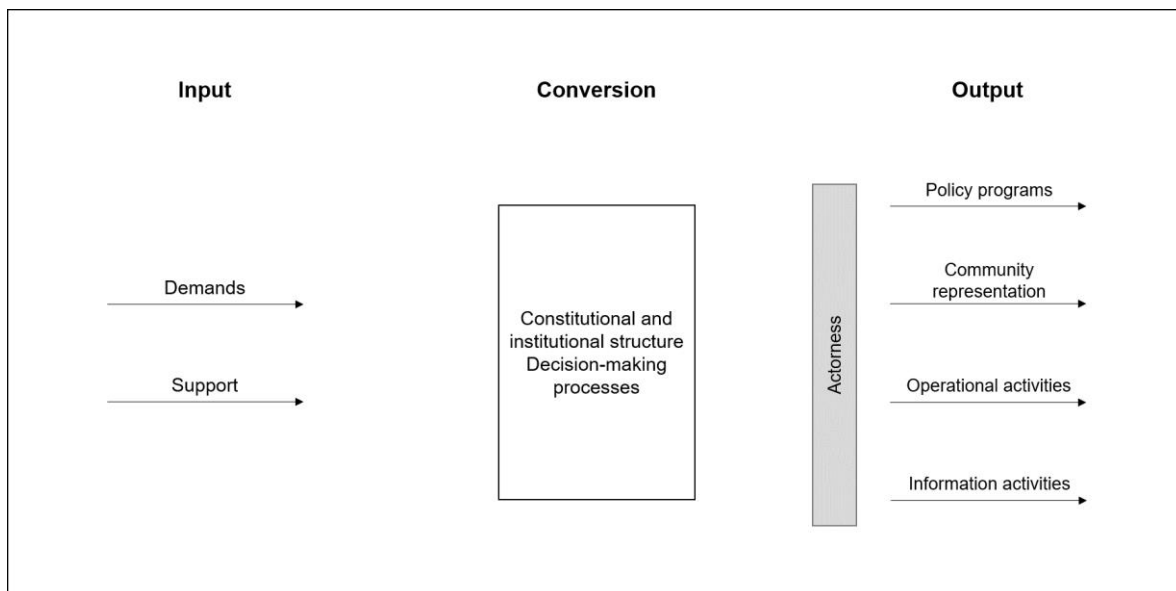 Input
Conversion
Output
Demands
Support
Constitutional and
institutional structure
Decision-making
processes
Actorness
Policy programs
Community
representation
Operational activities
Information activities